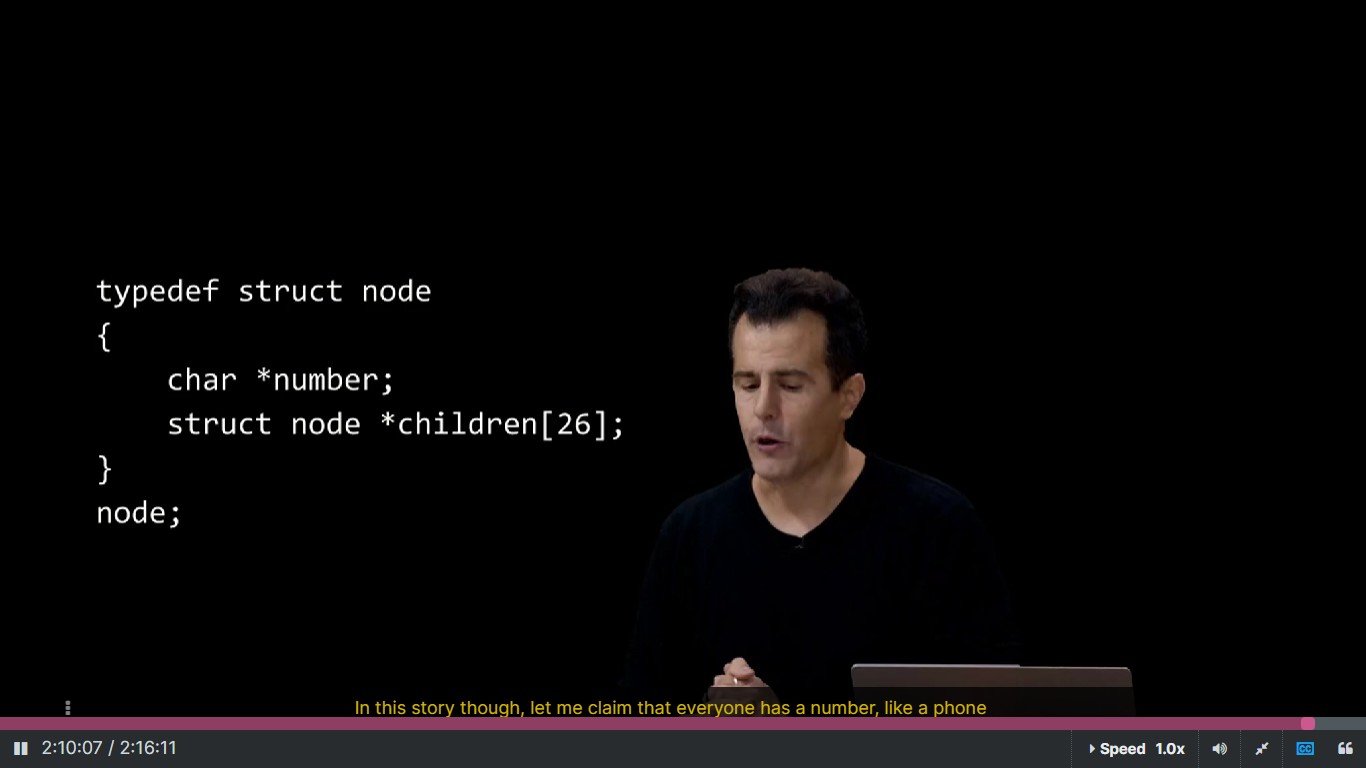 typedef struct node
{
    char *number;
    struct node *children[26];
}
node;
In this story though, let me claim that everyone has a number, like a phone
2:10:07 / 2:16:11
Speed 1.0x
CC